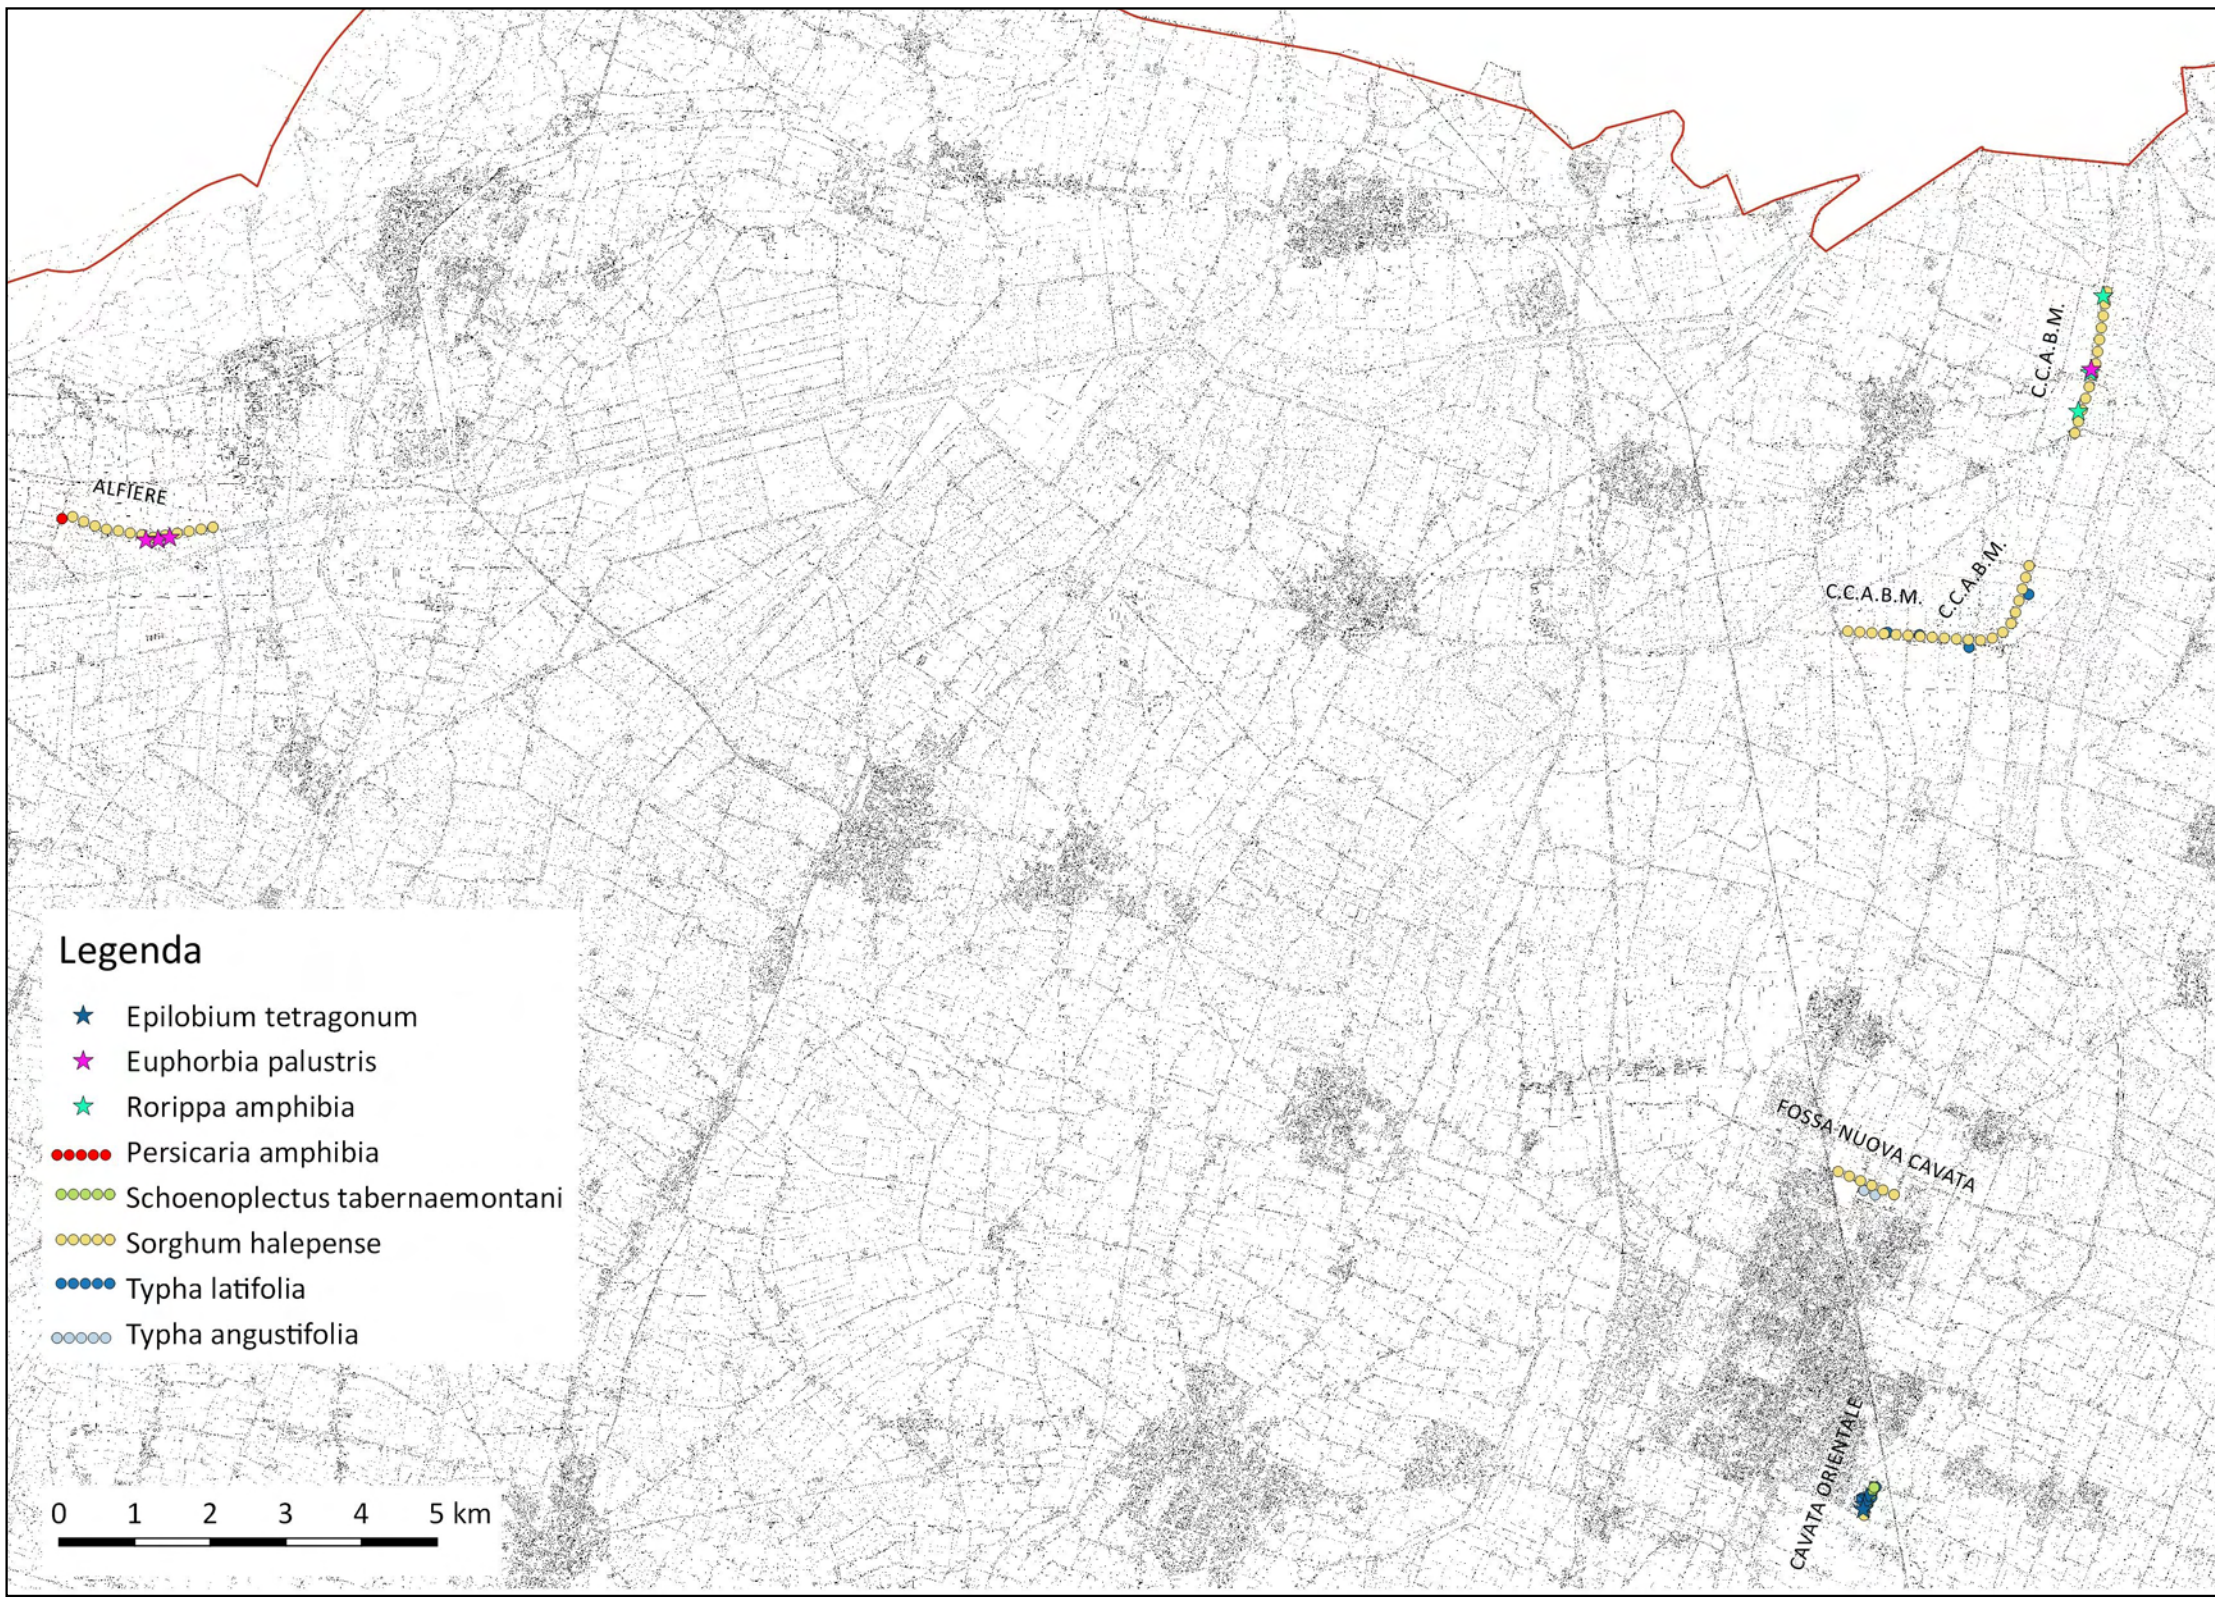 C.C.A.B.M.
ALFIERE
C.C.A.B.M.
C.C.A.B.M.
FOSSA NUOVA CAVATA
CAVATA ORIENTALE
Legenda
Epilobium tetragonum
Euphorbia palustris
Rorippa amphibia
Persicaria amphibia
Schoenoplectus tabernaemontani
Sorghum halepense
Typha latifolia
Typha angustifolia
0 1 2 3 4 5 km